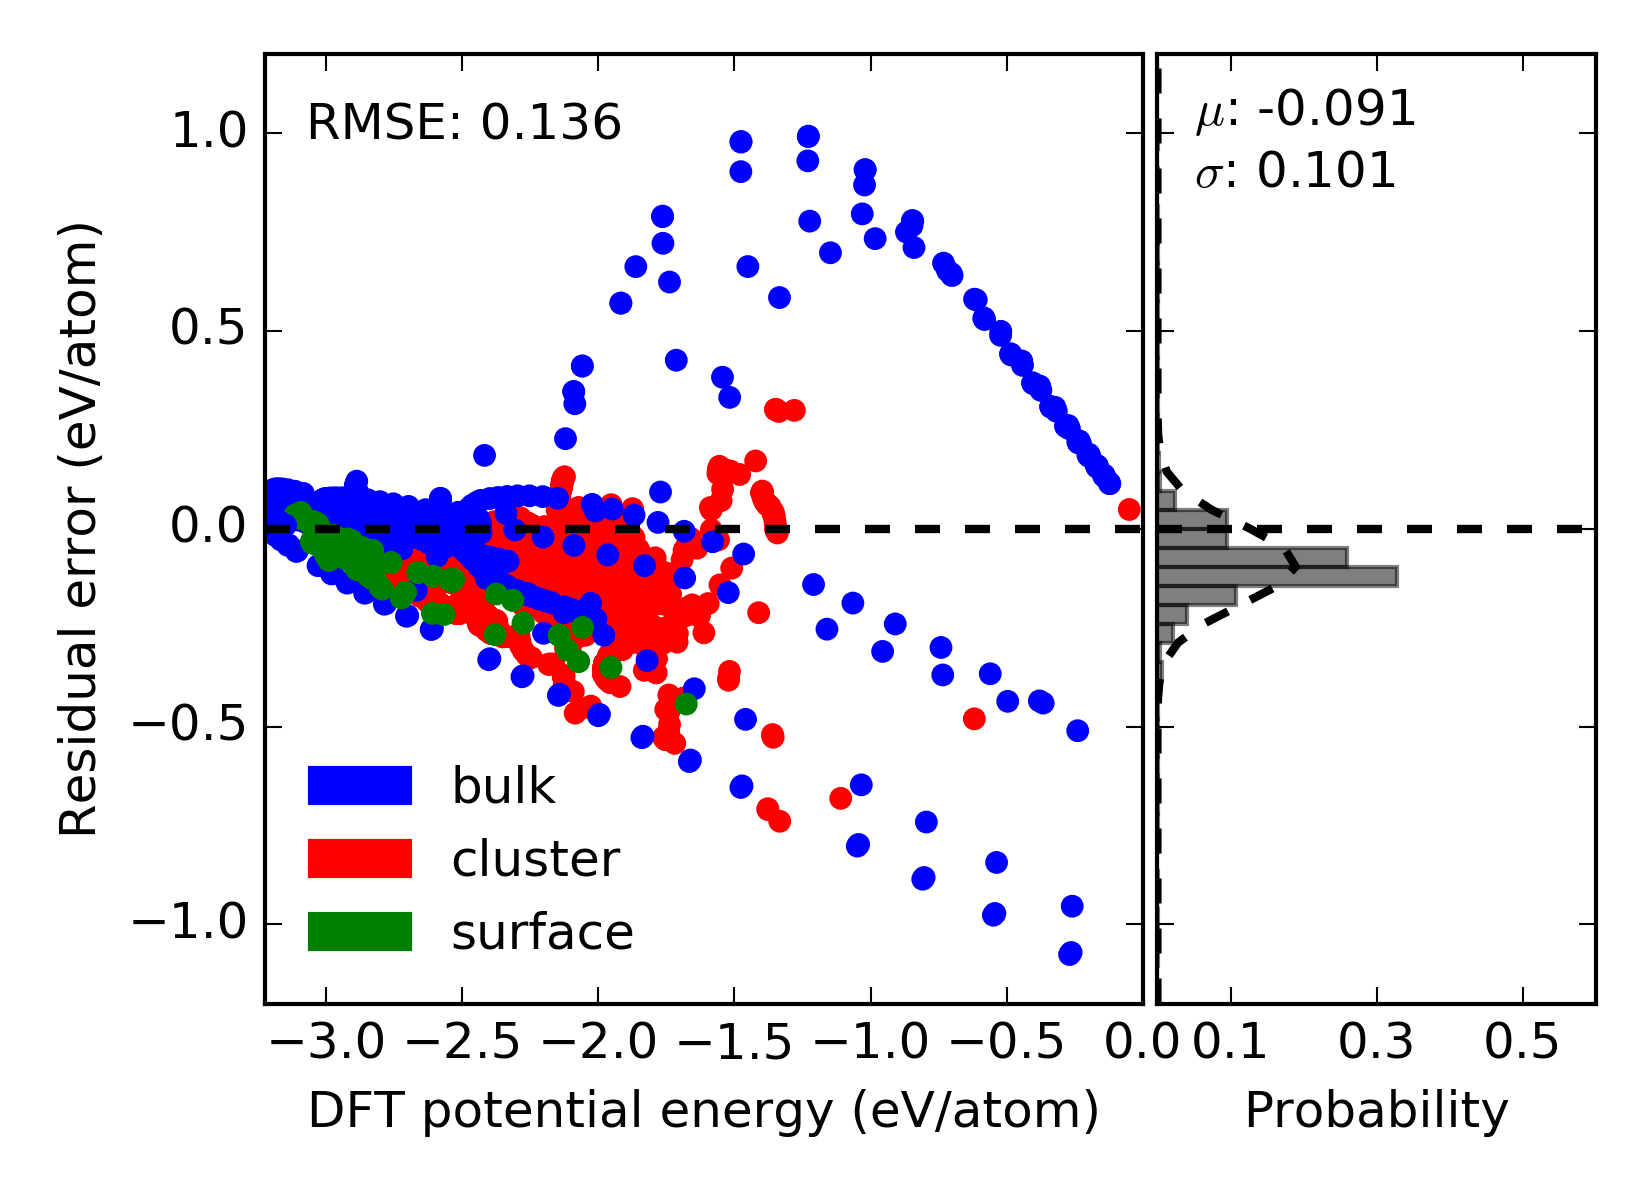 RMSE: 0.136
μ: -0.091
σ: 0.101
1.0
0.5
0.0
−0.5
−1.0
Residual error (eV/atom)
bulk
cluster
surface
−3.0 −2.5 −2.0 −1.5 −1.0 −0.5 0.0 0.1 0.3 0.5
DFT potential energy (eV/atom) Probability